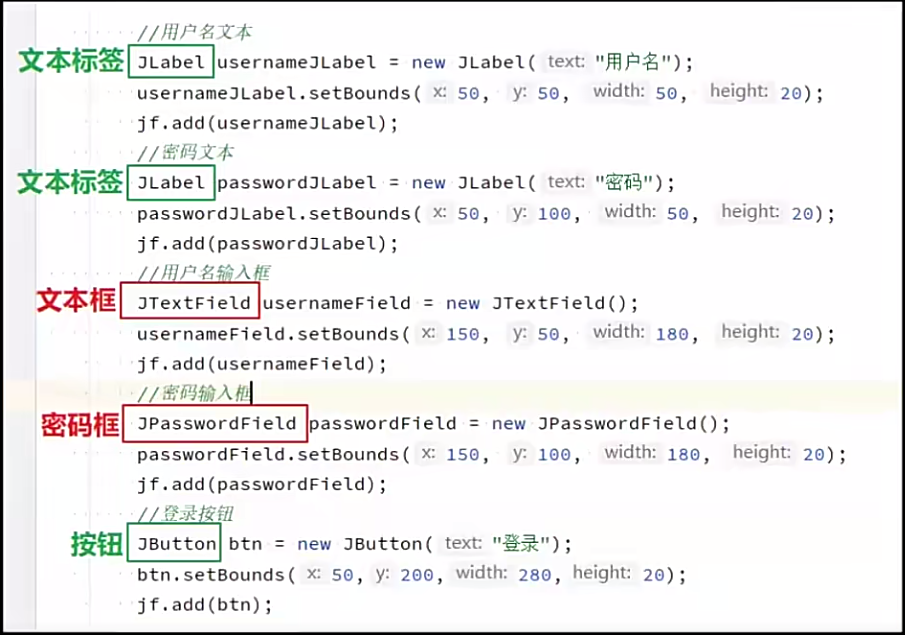 //用户名文本
文本标签 JLabel usernameJLabel = new JLabel( text: "用户名");
usernameJLabel.setBounds( x: 50, y: 50, width: 50, height: 20);
jf.add(usernameJLabel);
//密码文本
文本标签 JLabel passwordJLabel = new JLabel( text: "密码");
passwordJLabel.setBounds( x: 50, y: 100, width: 50, height: 20);
jf.add(passwordJLabel);
//用户名输入框
文本框 JTextField usernameField = new JTextField();
usernameField.setBounds( x: 150, y: 50, width: 180, height: 20);
jf.add(usernameField);
//密码输入框
密码框 JPasswordField passwordField = new JPasswordField();
passwordField.setBounds( x: 150, y: 100, width: 180, height: 20);
jf.add(passwordField);
//登录按钮
按钮 JButton btn = new JButton( text: "登录");
btn.setBounds( x: 50, y: 200, width: 280, height: 20);
jf.add(btn);